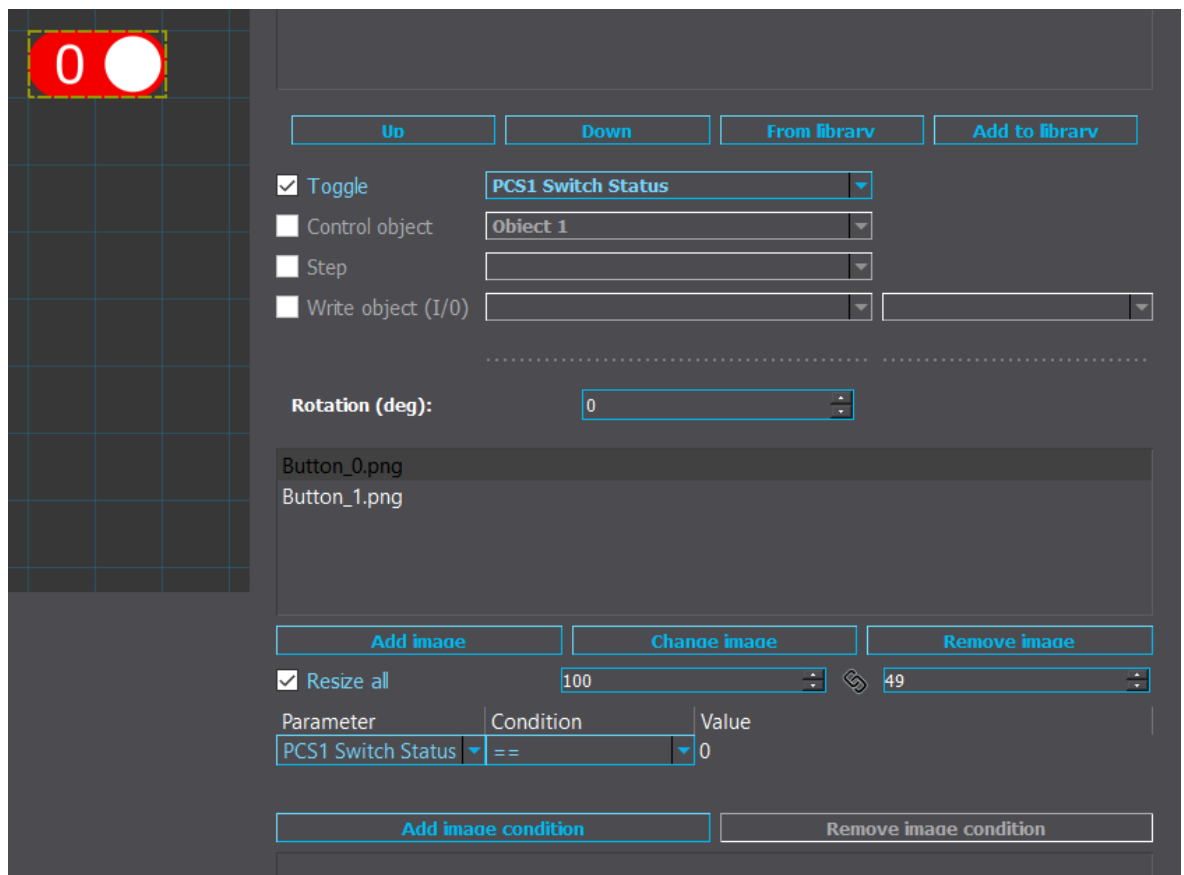 0
Up Down From library Add to library
Toggle PCS1 Switch Status
Control object Object 1
Step
Write object (I/0)
Rotation (deg): 0
Button_0.png
Button_1.png
Add image Change image Remove image
Resize all 100 49
Parameter Condition Value
PCS1 Switch Status == 0
Add image condition Remove image condition